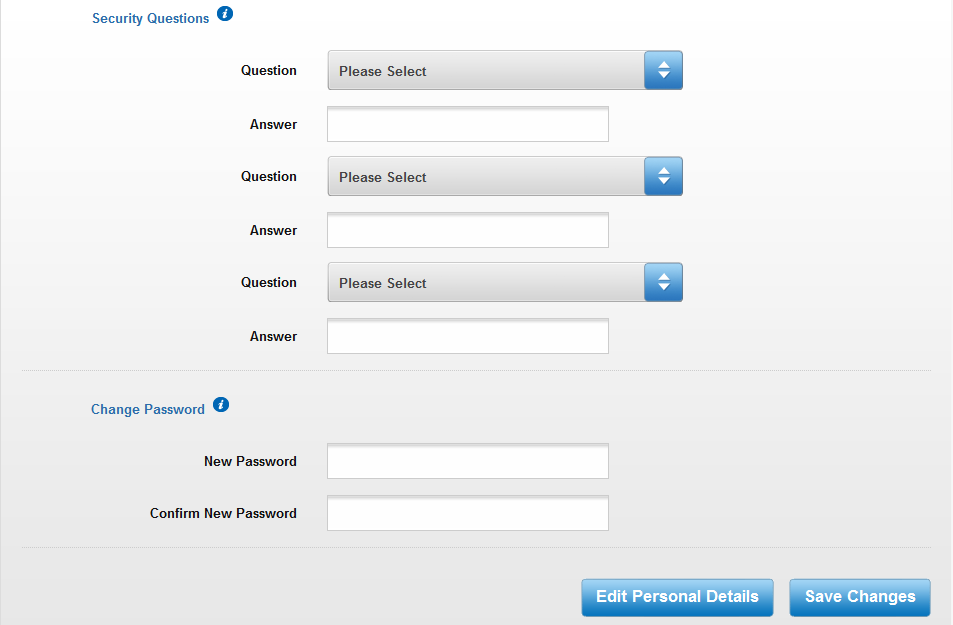 Security Questions i
Question Please Select
Answer
Question Please Select
Answer
Question Please Select
Answer
Change Password i
New Password
Confirm New Password
Edit Personal Details Save Changes